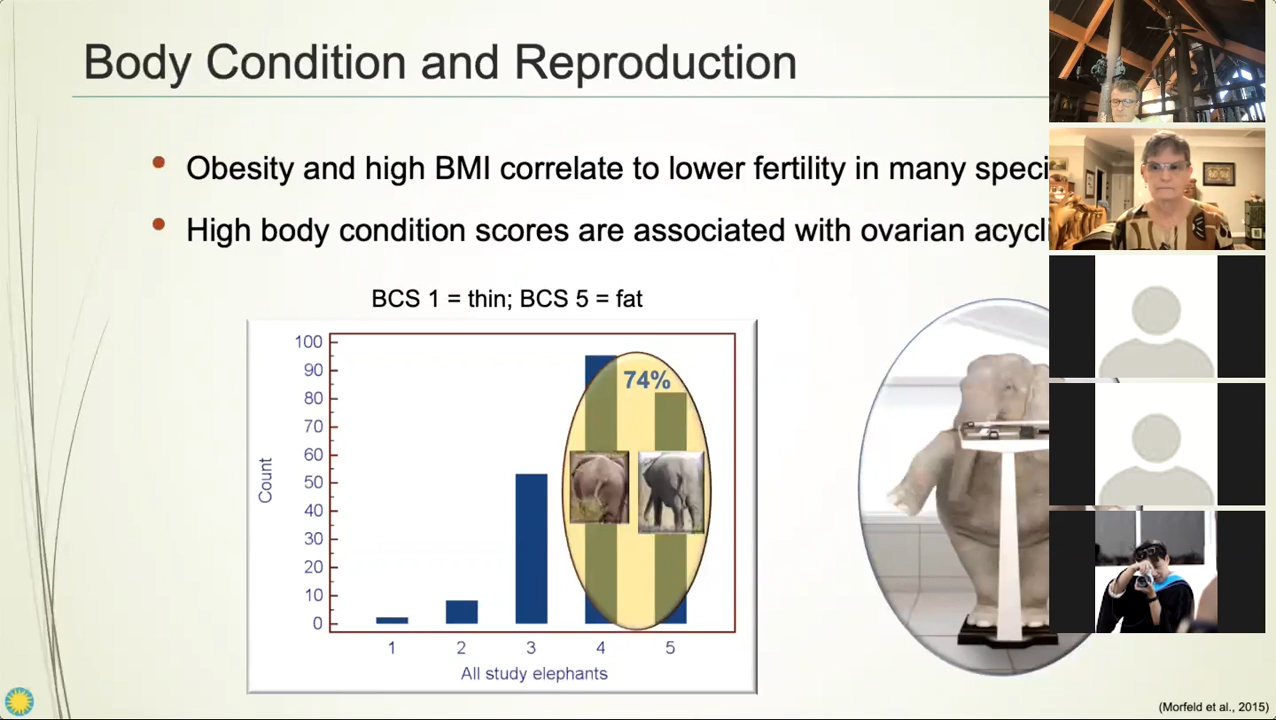 Body Condition and Reproduction
Obesity and high BMI correlate to lower fertility in many speci
High body condition scores are associated with ovarian acycli
BCS 1 = thin; BCS 5 = fat
100
90
80
70
60
50
40
30
20
10
0
Count
74%
1 2 3 4 5
All study elephants
(Morfeld et al., 2015)